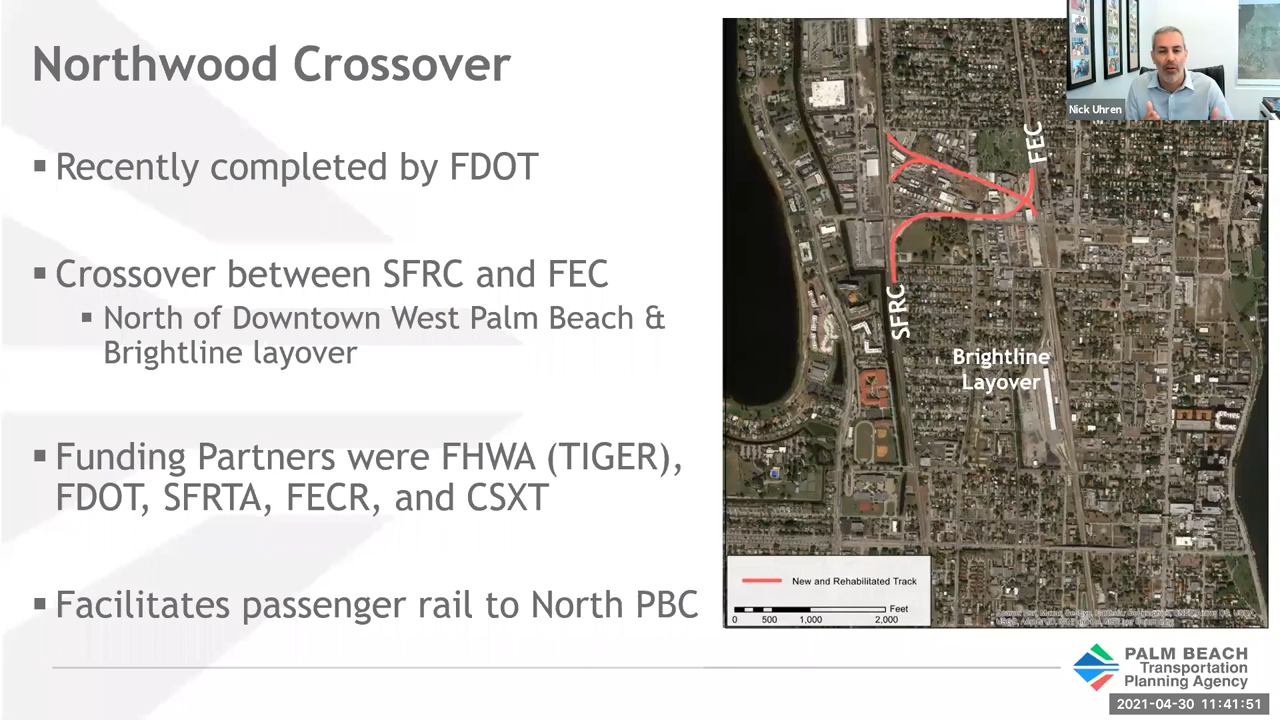 Northwood Crossover
▪ Recently completed by FDOT
▪ Crossover between SFRC and FEC
▪ North of Downtown West Palm Beach &
Brightline layover
▪ Funding Partners were FHWA (TIGER),
FDOT, SFRTA, FECR, and CSXT
▪ Facilitates passenger rail to North PBC
Nick Uhren
FEC
SFRC
Brightline
Layover
New and Rehabilitated Track
Feet
0 500 1,000 2,000
PALM BEACH
Transportation
Planning Agency
2021-04-30 11:41:51